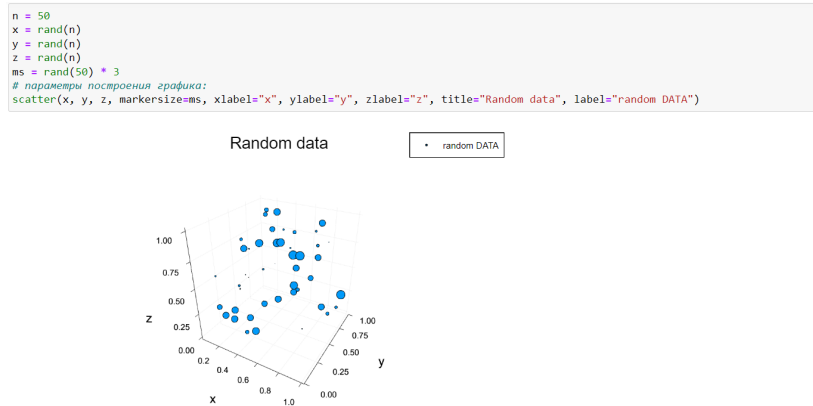 n = 50
x = rand(n)
y = rand(n)
z = rand(n)
ms = rand(50) * 3
# параметры построения графика:
scatter(x, y, z, markersize=ms, xlabel="x", ylabel="y", zlabel="z", title="Random data", label="random DATA")
Random data
random DATA
1.00
0.75
0.50
0.25
z
0.00
0.2
0.4
0.6
0.8
1.0
x
0.00
0.25
0.50
0.75
1.00
y